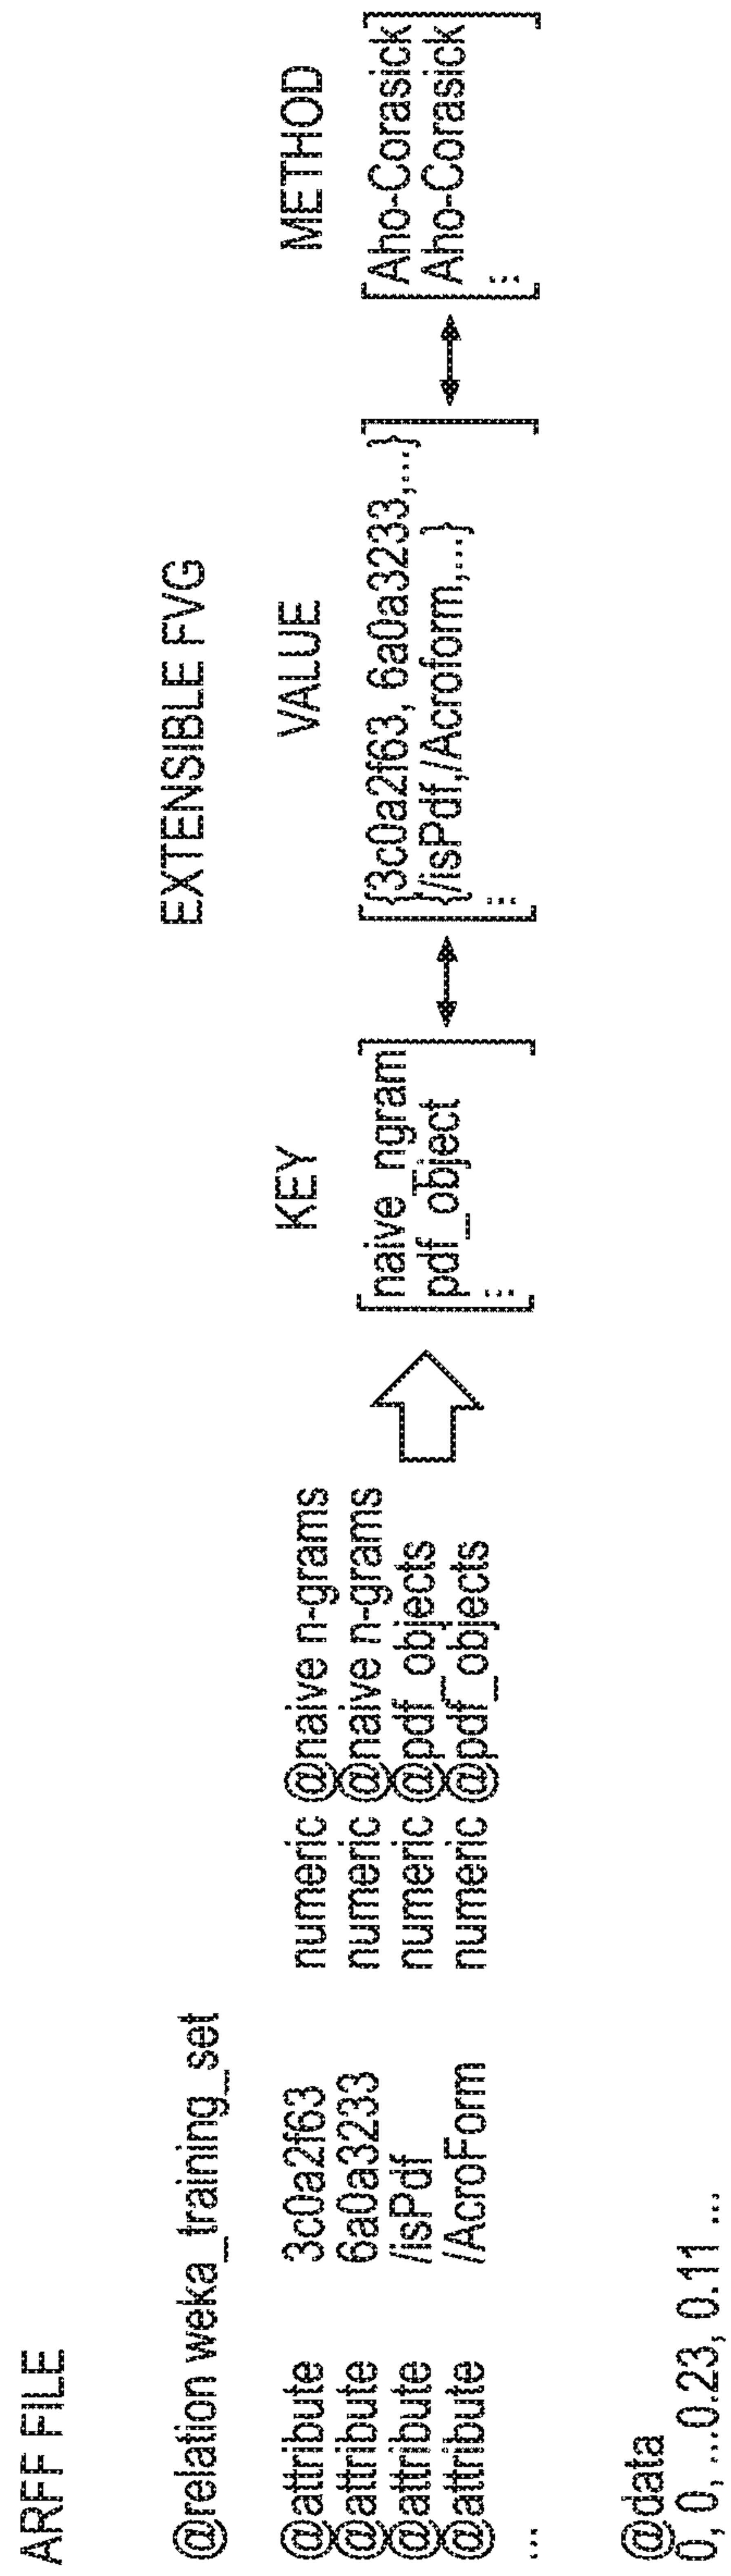 ARFF FILE
@relation weka_training_set
@attribute 3c0a2f63 numeric @naive n-grams
@attribute 6a0a3233 numeric @naive n-grams
@attribute /isPdf numeric @pdf_objects
@attribute /AcroForm numeric @pdf_objects
...
@data
0, 0, ...0.23, 0.11 ...
EXTENSIBLE FVG
KEY VALUE METHOD
naive_ngram {3c0a2f63, 6a0a3233,...} Aho-Corasick
pdf_object {/isPdf,/Acroform,...} Aho-Corasick
⋮ ⋮ ⋮